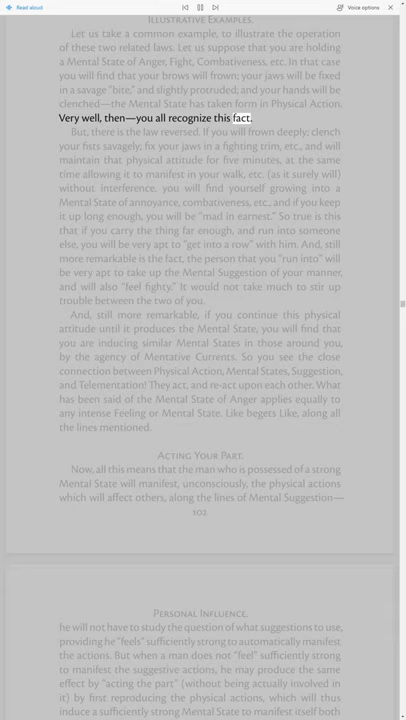 Read aloud
Voice options
Illustrative Examples.
Let us take a common example, to illustrate the operation
of these two related laws. Let us suppose that you are holding
a Mental State of Anger, Fight, Combativeness, etc. In that case
you will find that your brows will frown; your jaws will be fixed
in a savage "bite," and slightly protruded; and your hands will be
clenched—the Mental State has taken form in Physical Action.
Very well, then—you all recognize this fact.
But, there is the law reversed. If you will frown deeply; clench
your fists savagely; fix your jaws in a fighting trim, etc., and will
maintain that physical attitude for five minutes, at the same
time allowing it to manifest in your walk, etc. (as it surely will)
without interference, you will find yourself growing into a
Mental State of annoyance, combativeness, etc., and if you keep
it up long enough, you will be "mad in earnest." So true is this
that if you carry the thing far enough, and run into someone
else, you will be very apt to "get into a row" with him. And, still
more remarkable is the fact, the person that you "run into" will
be very apt to take up the Mental Suggestion of your manner,
and will also "feel fighty." It would not take much to stir up
trouble between the two of you.
And, still more remarkable, if you continue this physical
attitude until it produces the Mental State, you will find that
you are inducing similar Mental States in those around you,
by the agency of Mentative Currents. So you see the close
connection between Physical Action, Mental States, Suggestion,
and Telementation! They act, and re-act upon each other. What
has been said of the Mental State of Anger applies equally to
any intense Feeling or Mental State. Like begets Like, along all
the lines mentioned.
Acting Your Part.
Now, all this means that the man who is possessed of a strong
Mental State will manifest, unconsciously, the physical actions
which will affect others, along the lines of Mental Suggestion—
102
Personal Influence.
he will not have to study the question of what suggestions to use,
providing he "feels" sufficiently strong to automatically manifest
the actions. But when a man does not "feel" sufficiently strong
to manifest the suggestive actions, he may produce the same
effect by "acting the part" (without being actually involved in
it) by first reproducing the physical actions, which will thus
induce a sufficiently strong Mental State to manifest itself both